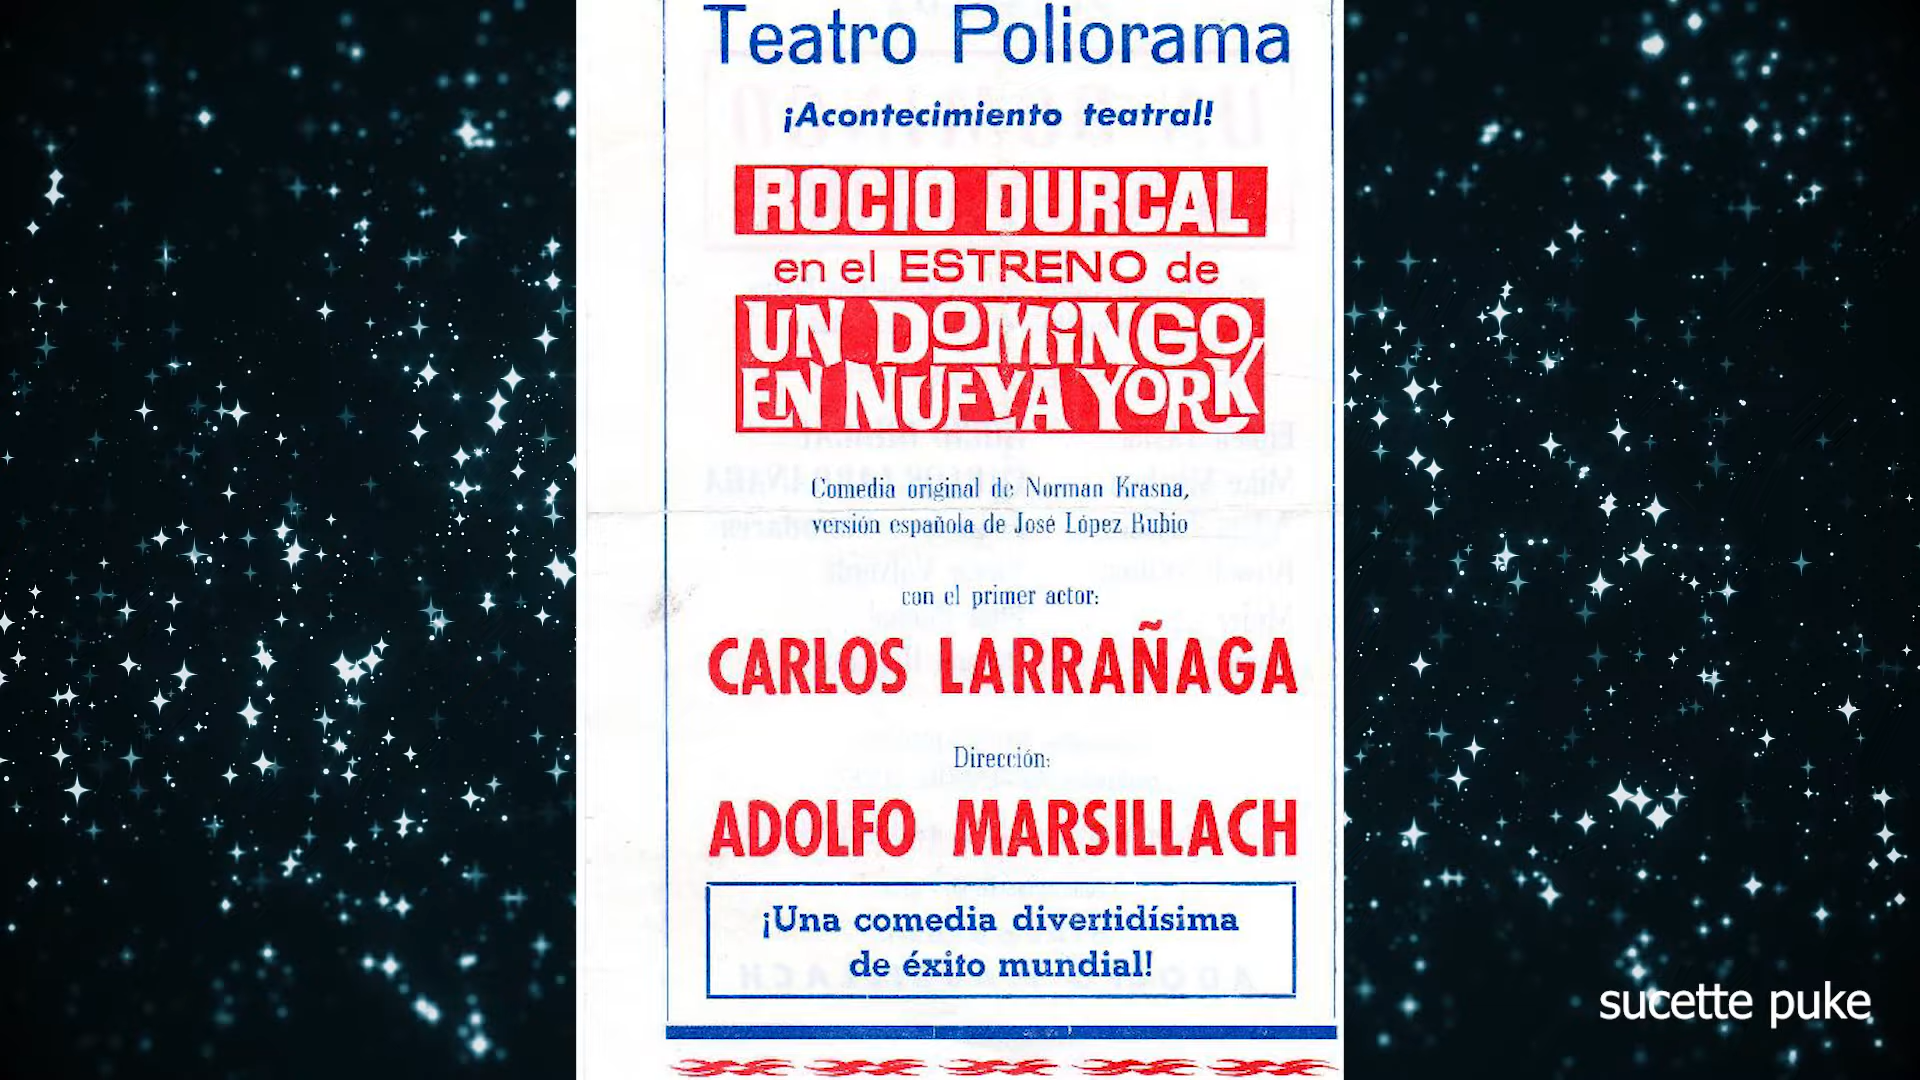 Teatro Poliorama
¡Acontecimiento teatral!
ROCIO DURCAL
en el ESTRENO de
UN DOMINGO
EN NUEVA YORK
Comedia original de Norman Krasna,
versión española de José López Rubio
con el primer actor:
CARLOS LARRAÑAGA
Dirección:
ADOLFO MARSILLACH
¡Una comedia divertidísima
de éxito mundial!
sucette puke